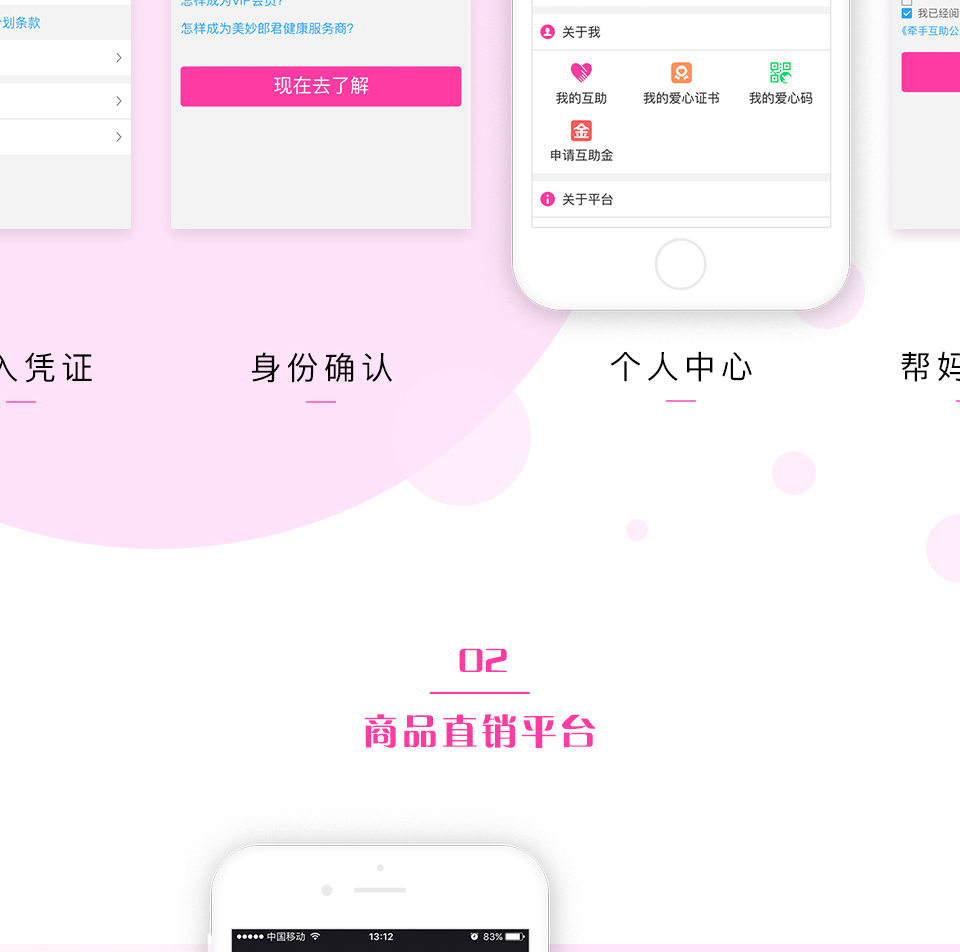 怎样成为VIP会员?
划条款
怎样成为美妙郎君健康服务商?
现在去了解
关于我
我的互助
我的爱心证书
我的爱心码
申请互助金
关于平台
我已经阅
《牵手互助公
入凭证
身份确认
个人中心
帮妈
02
商品直销平台
中国移动
13:12
83%